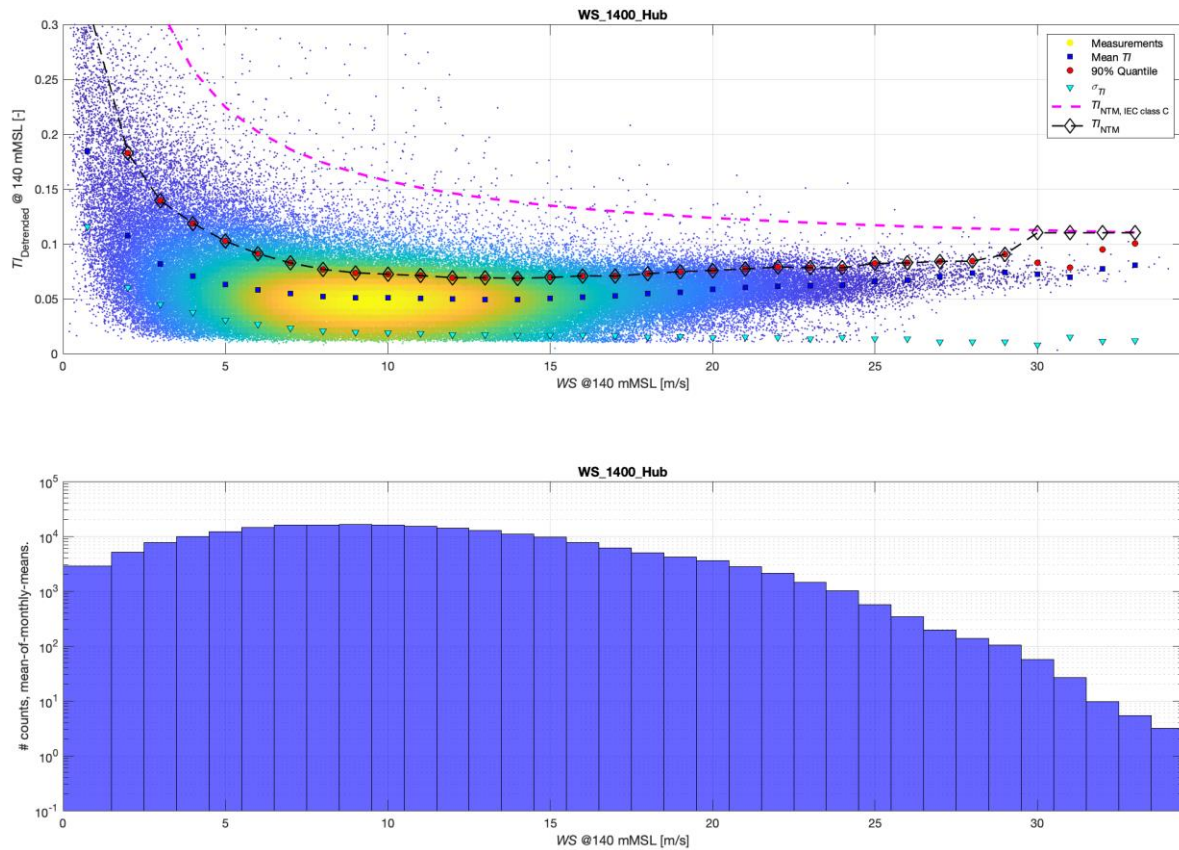 WS_1400_Hub
0.3
0.25
0.2
0.15
0.1
0.05
0
TI_Detrended @ 140 mMSL [-]
Measurements
Mean TI
90% Quantile
σ_TI
TI_NTM, IEC class C
TI_NTM
0 5 10 15 20 25 30
WS @140 mMSL [m/s]
WS_1400_Hub
10^5
10^4
10^3
10^2
10^1
10^0
10^-1
# counts, mean-of-monthly-means.
0 5 10 15 20 25 30
WS @140 mMSL [m/s]